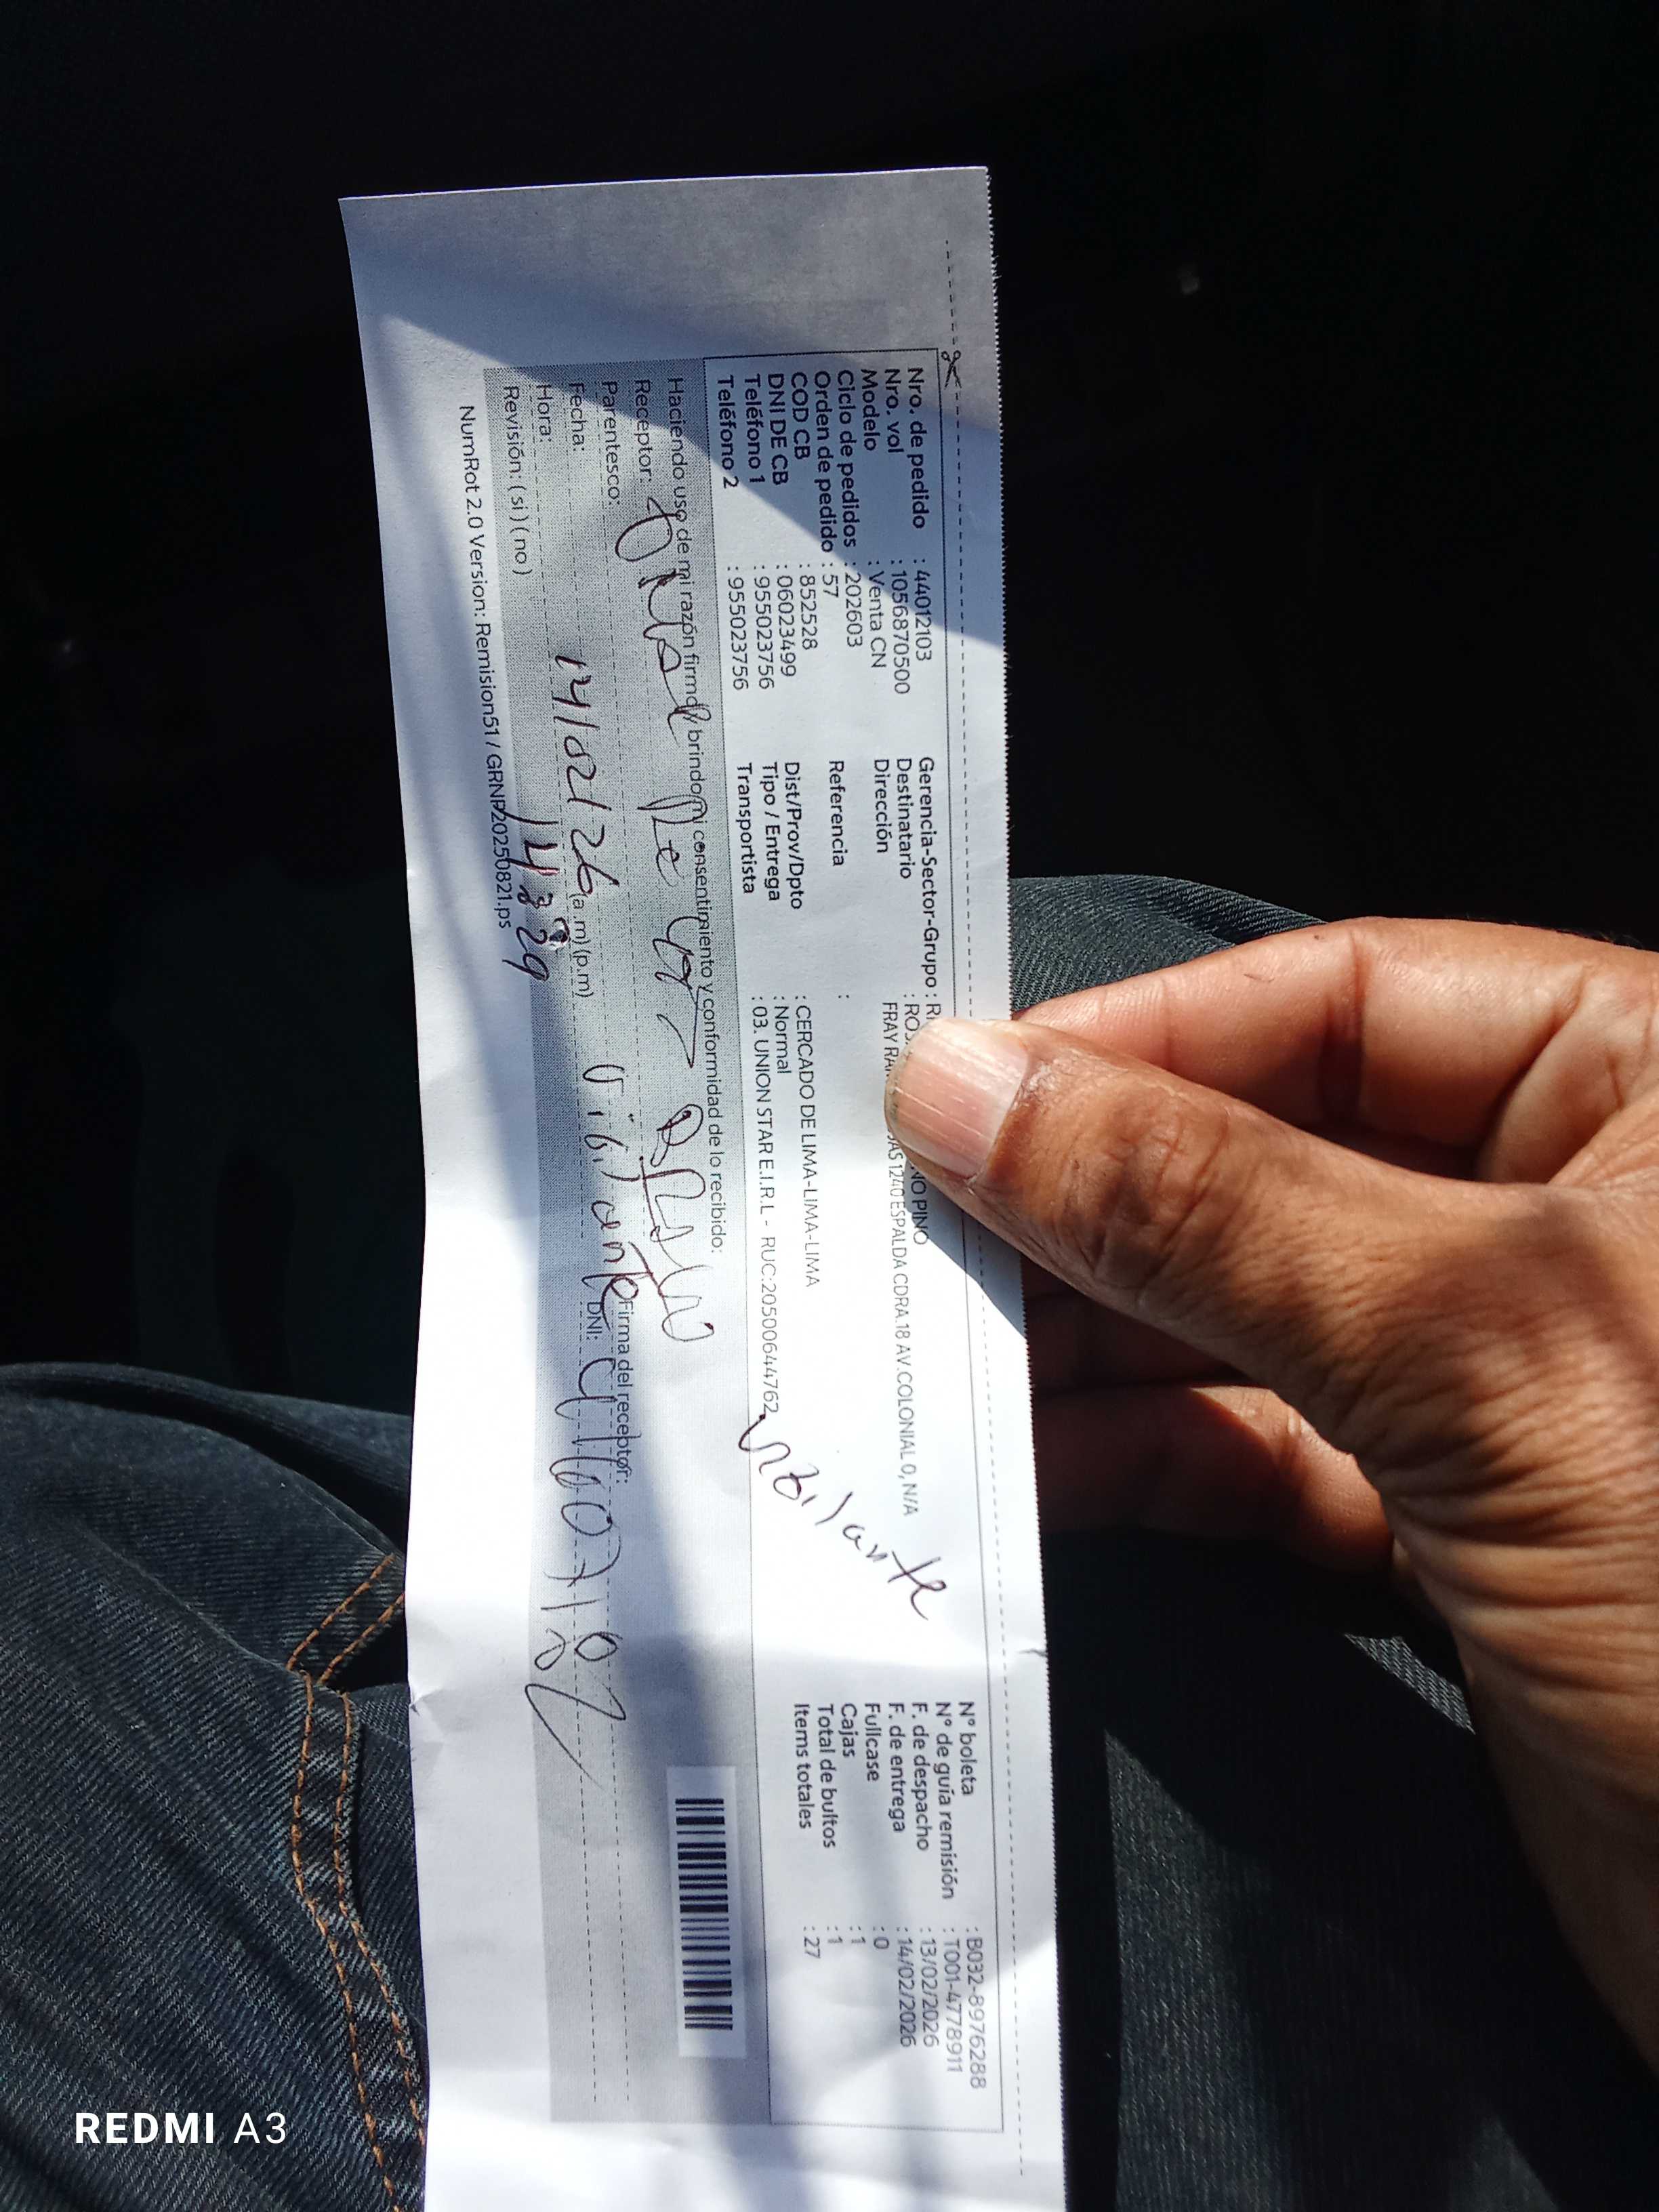 Nro. de pedido : 44012103
Nro. vol : 1056870500
Modelo : Venta CN
Ciclo de pedidos : 202603
Orden de pedido : 57
COD CB : 852528
DNI DE CB : 06023499
Teléfono 1 : 955023756
Teléfono 2 : 955023756
Gerencia-Sector-Grupo :
Destinatario : NO PINO
Dirección FRAY 1240 ESPALDA CDRA.18 AV.COLONIAL 0, N/A
Referencia :
Dist/Prov/Dpto : CERCADO DE LIMA-LIMA-LIMA
Tipo / Entrega : Normal
Transportista : 03. UNION STAR E.I.R.L - RUC:20500644762
Vigilante
N° boleta : B032-8976288
N° de guía remisión : T001-4778911
F. de despacho : 13/02/2026
F. de entrega : 14/02/2026
Fullcase : 0
Cajas : 1
Total de bultos : 1
Items totales : 27
Haciendo uso de mi razón firmo y brindo mi consentimiento y conformidad de lo recibido:
Receptor:
Parentesco: Vigilante
Firma del receptor:
Fecha: 14/02/26
DNI:
Hora: 14:29 (a.m) (p.m)
Revisión: ( si ) ( no )
NumRot 2.0 Version: Remision51 / GRNP20250821.ps
REDMI A3